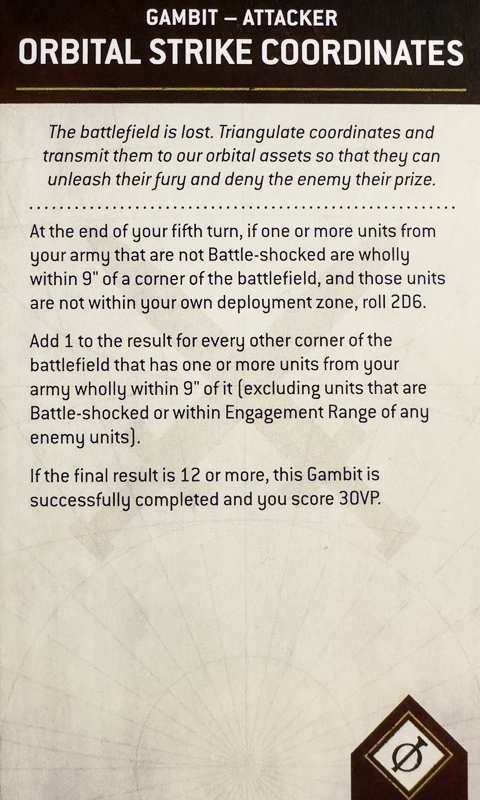 GAMBIT – ATTACKER
ORBITAL STRIKE COORDINATES
The battlefield is lost. Triangulate coordinates and
transmit them to our orbital assets so that they can
unleash their fury and deny the enemy their prize.
At the end of your fifth turn, if one or more units from
your army that are not Battle-shocked are wholly
within 9" of a corner of the battlefield, and those units
are not within your own deployment zone, roll 2D6.
Add 1 to the result for every other corner of the
battlefield that has one or more units from your
army wholly within 9" of it (excluding units that are
Battle-shocked or within Engagement Range of any
enemy units).
If the final result is 12 or more, this Gambit is
successfully completed and you score 30VP.